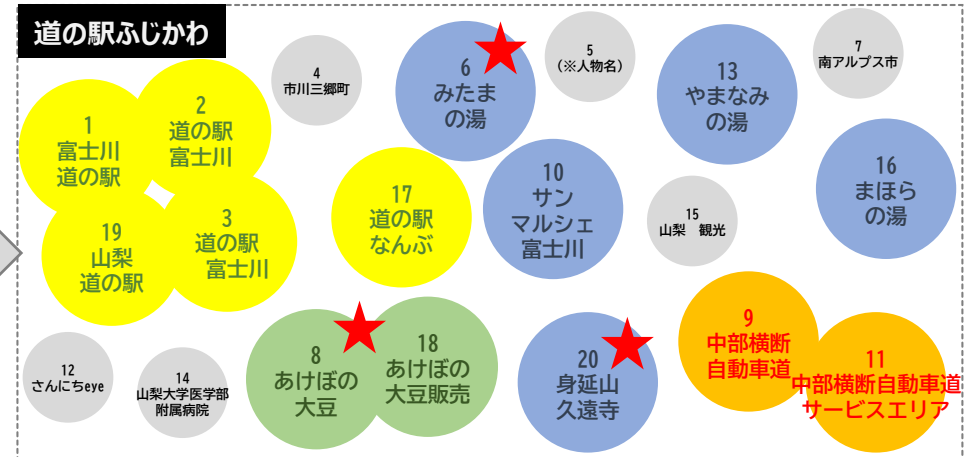 道の駅ふじかわ
1
富士川
道の駅
2
道の駅
富士川
19
山梨
道の駅
3
道の駅
富士川
4
市川三郷町
6
みたま
の湯
5
(※人物名)
13
やまなみ
の湯
7
南アルプス市
17
道の駅
なんぶ
10
サン
マルシェ
富士川
15
山梨 観光
16
まほら
の湯
12
さんにちeye
14
山梨大学医学部
附属病院
8
あけぼの
大豆
18
あけぼの
大豆販売
20
身延山
久遠寺
9
中部横断
自動車道
11
中部横断自動車道
サービスエリア